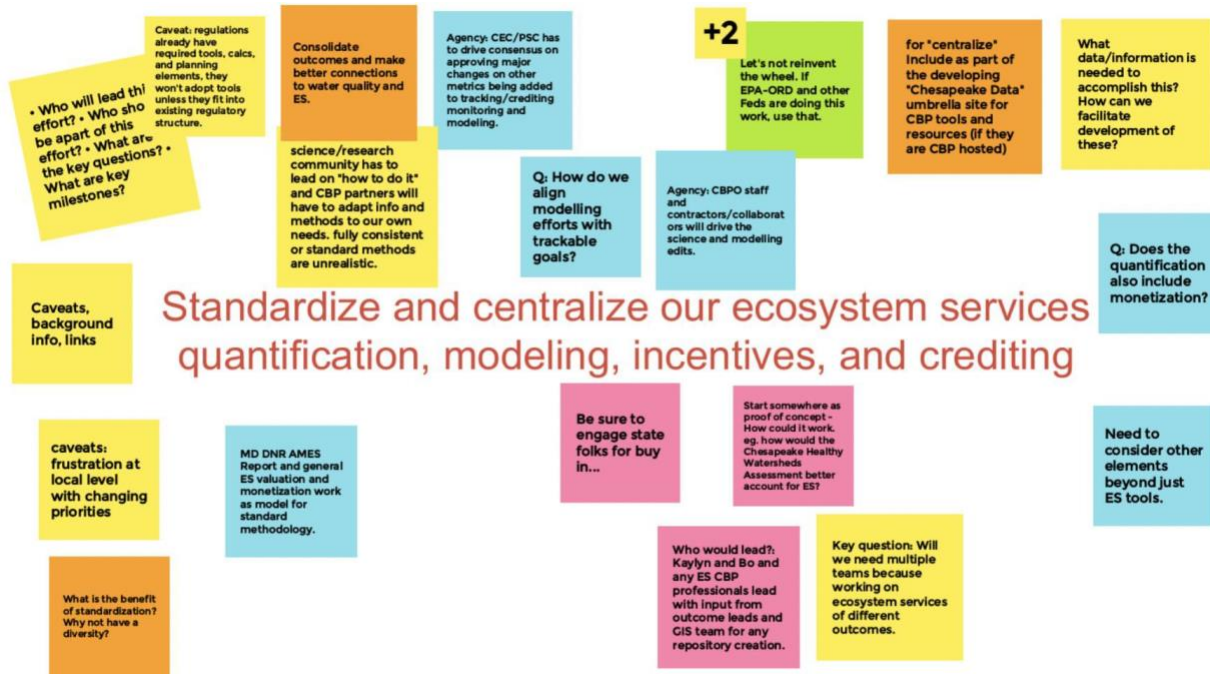 • Who will lead thi
effort? • Who sho
be apart of this
effort? • What are
the key questions? •
What are key
milestones?
Caveat: regulations
already have
required tools, calcs,
and planning
elements, they
won't adopt tools
unless they fit into
existing regulatory
structure.
Consolidate
outcomes and make
better connections
to water quality and
ES.
science/research
community has to
lead on "how to do it"
and CBP partners will
have to adapt info and
methods to our own
needs. fully consistent
or standard methods
are unrealistic.
Agency: CEC/PSC has
to drive consensus on
approving major
changes on other
metrics being added
to tracking/crediting
monitoring and
modeling.
Q: How do we
align
modelling
efforts with
trackable
goals?
Agency: CBPO staff
and
contractors/collaborat
ors will drive the
science and modelling
edits.
+2
Let's not reinvent
the wheel. If
EPA-ORD and other
Feds are doing this
work, use that.
for "centralize"
Include as part of
the developing
"Chesapeake Data"
umbrella site for
CBP tools and
resources (if they
are CBP hosted)
What
data/information is
needed to
accomplish this?
How can we
facilitate
development of
these?
Q: Does the
quantification
also include
monetization?
Caveats,
background
info, links
Standardize and centralize our ecosystem services
quantification, modeling, incentives, and crediting
caveats:
frustration at
local level
with changing
priorities
MD DNR AMES
Report and general
ES valuation and
monetization work
as model for
standard
methodology.
Be sure to
engage state
folks for buy
in...
Start somewhere as
proof of concept -
How could it work.
eg. how would the
Chesapeake Healthy
Watersheds
Assessment better
account for ES?
Need to
consider other
elements
beyond just
ES tools.
What is the benefit
of standardization?
Why not have a
diversity?
Who would lead?:
Kaylyn and Bo and
any ES CBP
professionals lead
with input from
outcome leads and
GIS team for any
repository creation.
Key question: Will
we need multiple
teams because
working on
ecosystem services
of different
outcomes.